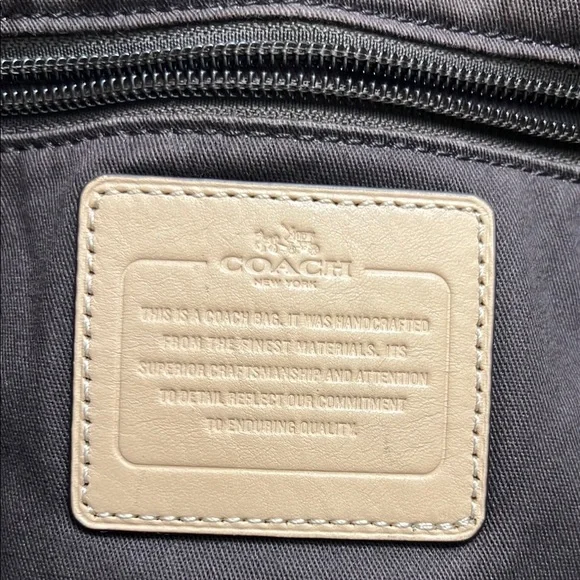 COACH
NEW YORK
THIS IS A COACH BAG. IT WAS HANDCRAFTED
FROM THE FINEST MATERIALS. ITS
SUPERIOR CRAFTSMANSHIP AND ATTENTION
TO DETAIL REFLECT OUR COMMITMENT
TO ENDURING QUALITY.